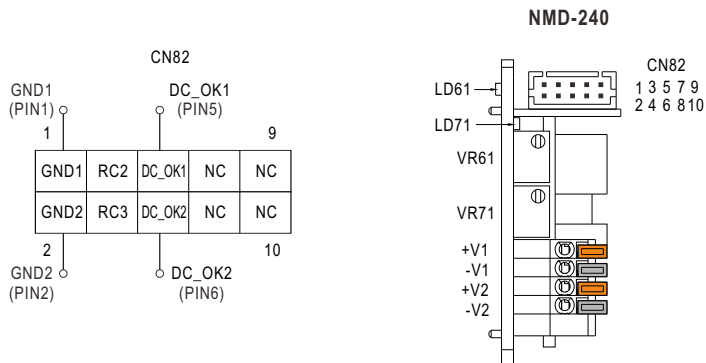 NMD-240
CN82
GND1
(PIN1)
DC_OK1
(PIN5)
1
9
GND1 RC2 DC_OK1 NC NC
GND2 RC3 DC_OK2 NC NC
2
10
GND2
(PIN2)
DC_OK2
(PIN6)
CN82
1 3 5 7 9
2 4 6 8 10
LD61
LD71
VR61
VR71
+V1
-V1
+V2
-V2